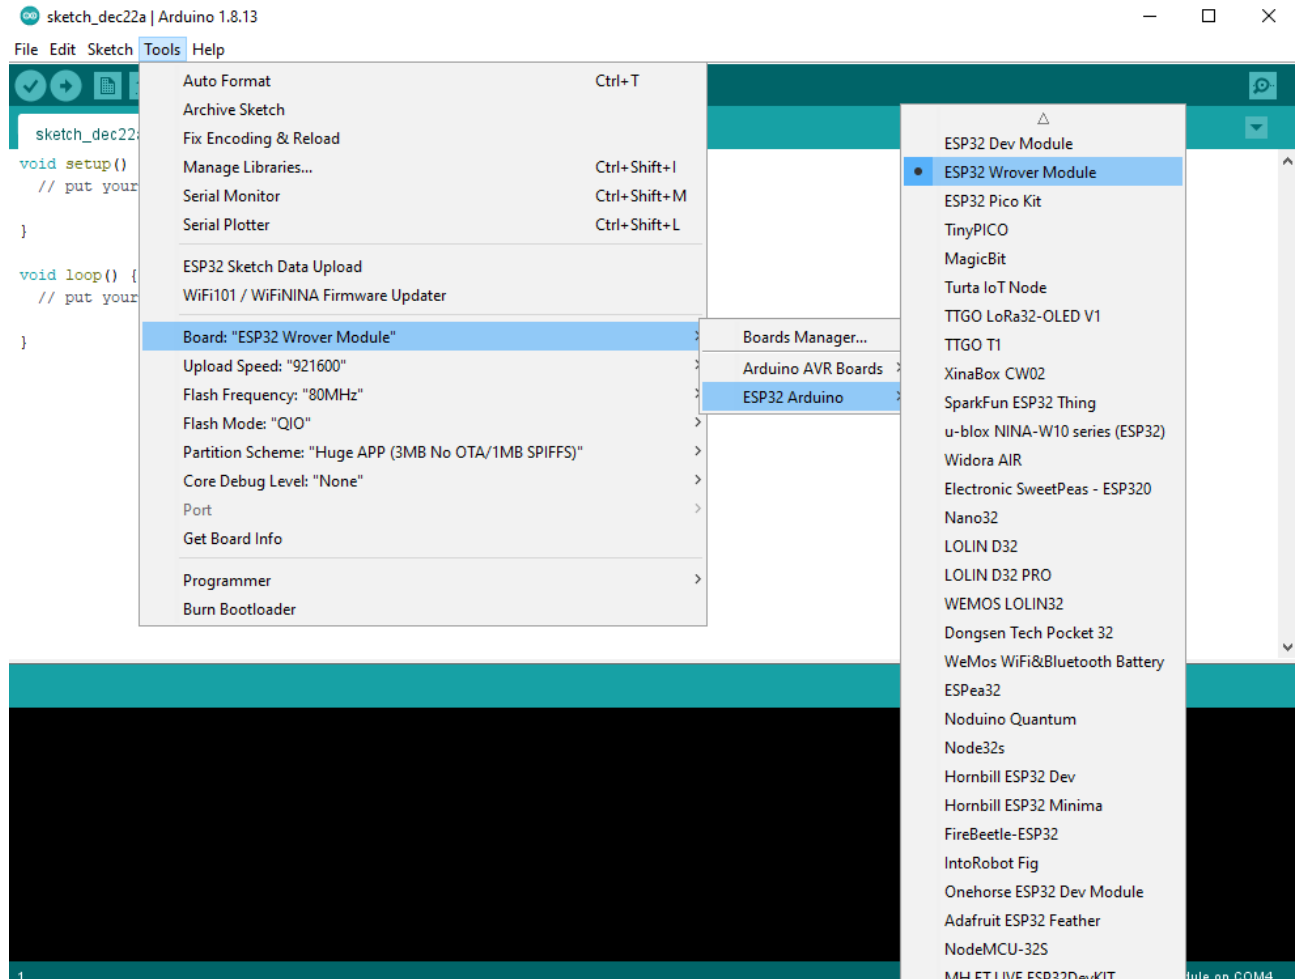 sketch_dec22a | Arduino 1.8.13
File Edit Sketch Tools Help
sketch_dec22a
void setup()
// put your
}
void loop() {
// put your
}
Auto Format Ctrl+T
Archive Sketch
Fix Encoding & Reload
Manage Libraries... Ctrl+Shift+I
Serial Monitor Ctrl+Shift+M
Serial Plotter Ctrl+Shift+L
ESP32 Sketch Data Upload
WiFi101 / WiFiNINA Firmware Updater
Board: "ESP32 Wrover Module"
Upload Speed: "921600"
Flash Frequency: "80MHz"
Flash Mode: "QIO"
Partition Scheme: "Huge APP (3MB No OTA/1MB SPIFFS)"
Core Debug Level: "None"
Port
Get Board Info
Programmer
Burn Bootloader
Boards Manager...
Arduino AVR Boards
ESP32 Arduino
ESP32 Dev Module
ESP32 Wrover Module
ESP32 Pico Kit
TinyPICO
MagicBit
Turta IoT Node
TTGO LoRa32-OLED V1
TTGO T1
XinaBox CW02
SparkFun ESP32 Thing
u-blox NINA-W10 series (ESP32)
Widora AIR
Electronic SweetPeas - ESP320
Nano32
LOLIN D32
LOLIN D32 PRO
WEMOS LOLIN32
Dongsen Tech Pocket 32
WeMos WiFi&Bluetooth Battery
ESPea32
Noduino Quantum
Node32s
Hornbill ESP32 Dev
Hornbill ESP32 Minima
FireBeetle-ESP32
IntoRobot Fig
Onehorse ESP32 Dev Module
Adafruit ESP32 Feather
NodeMCU-32S
MH ET LIVE ESP32DevKIT
1 dule on COM4